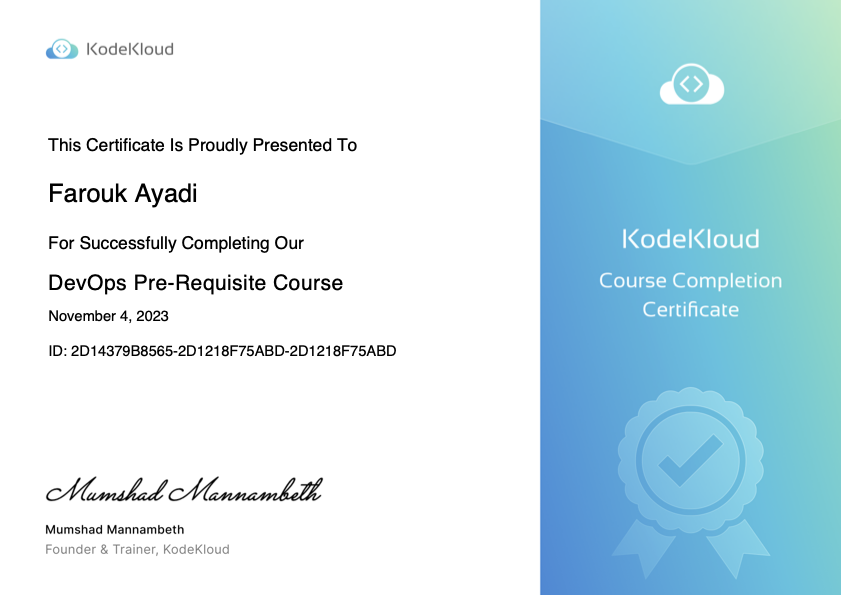 KodeKloud
This Certificate Is Proudly Presented To
Farouk Ayadi
For Successfully Completing Our
DevOps Pre-Requisite Course
November 4, 2023
ID: 2D14379B8565-2D1218F75ABD-2D1218F75ABD
Mumshad Mannambeth
Mumshad Mannambeth
Founder & Trainer, KodeKloud
KodeKloud
Course Completion
Certificate